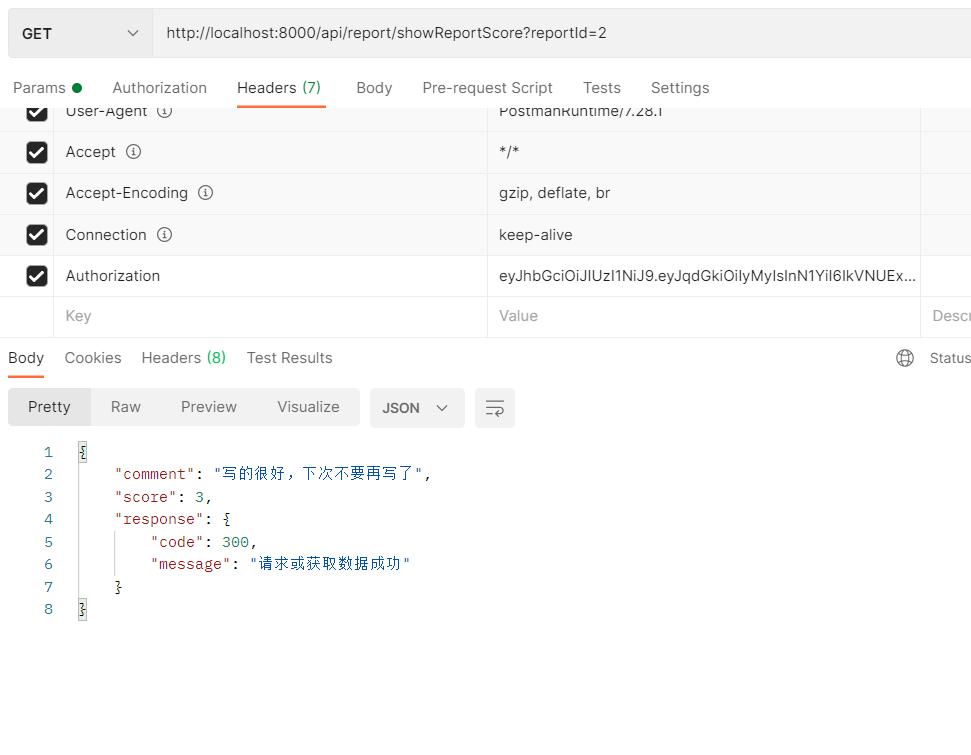 GET http://localhost:8000/api/report/showReportScore?reportId=2
Params Authorization Headers (7) Body Pre-request Script Tests Settings
User-Agent PostmanRuntime/7.28.1
Accept */*
Accept-Encoding gzip, deflate, br
Connection keep-alive
Authorization eyJhbGciOiJIUzI1NiJ9.eyJqdGkiOiIyMyIsInN1YiI6IkVNUEx...
Key Value Descr
Body Cookies Headers (8) Test Results Status
Pretty Raw Preview Visualize JSON
1 {
2 "comment": "写的很好，下次不要再写了",
3 "score": 3,
4 "response": {
5 "code": 300,
6 "message": "请求或获取数据成功"
7 }
8 }